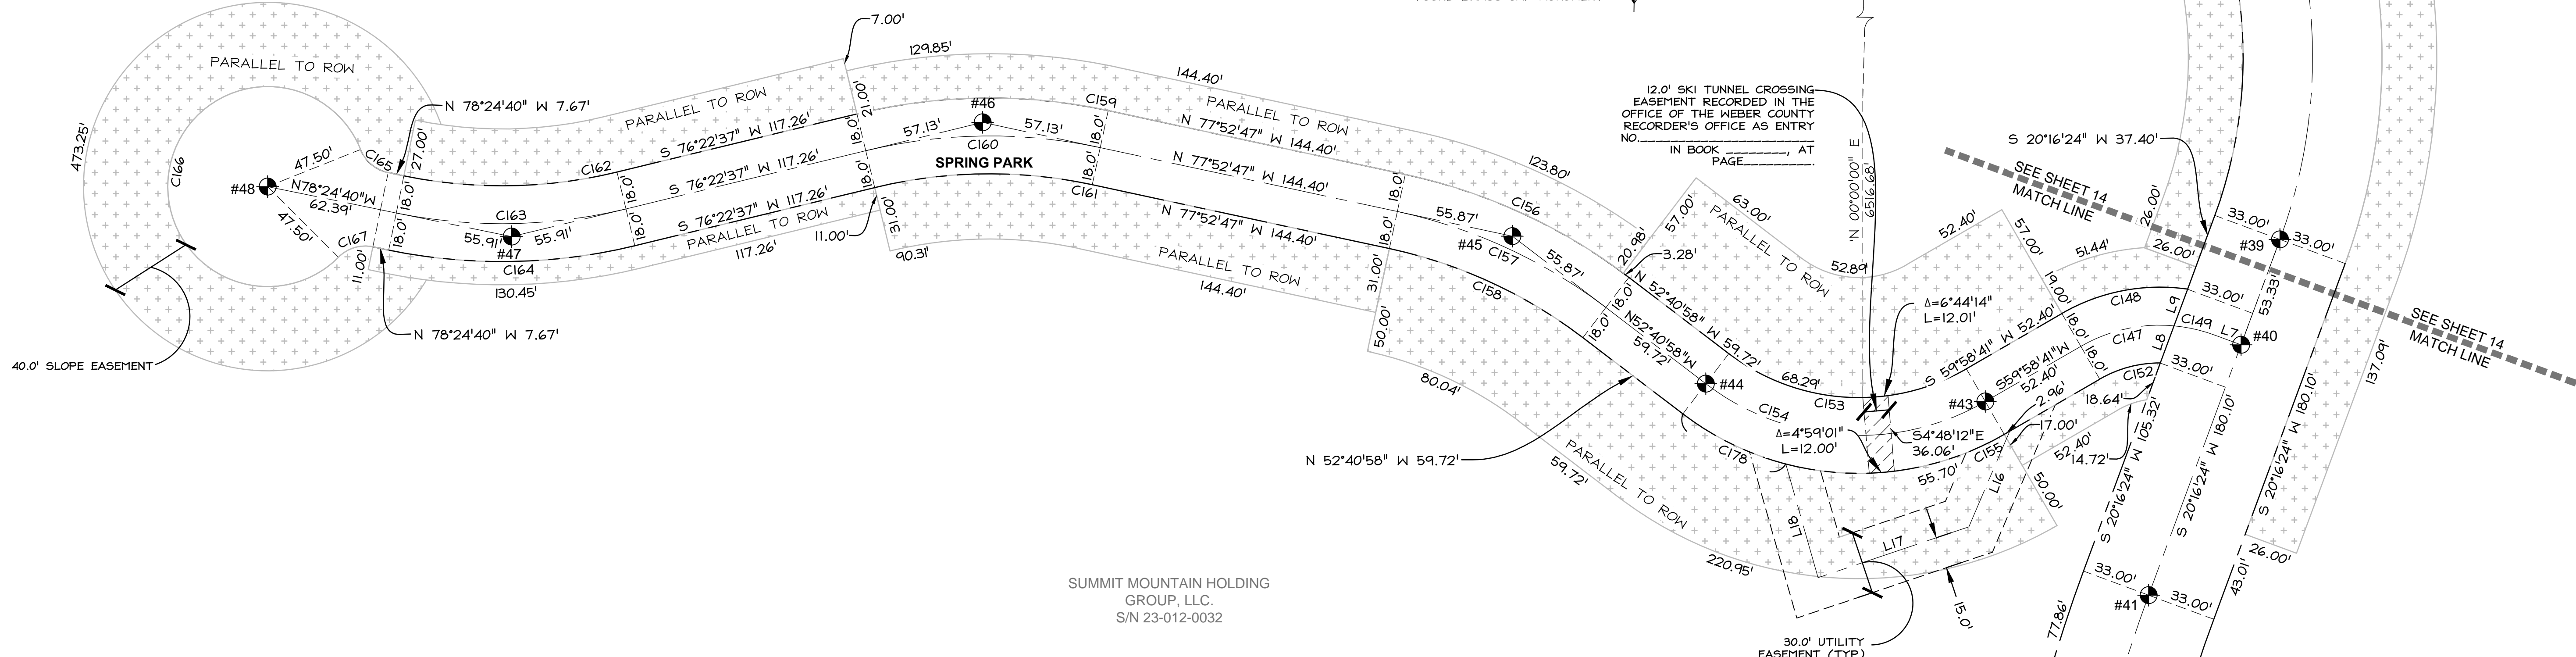 7.00'
129.85'
PARALLEL TO ROW
N 78°24'40" W 7.67'
473.25'
C166
47.50'
C165
27.00'
18.0'
#48
N78°24'40"W
62.39'
47.50'
C167
18.0'
11.00'
40.0' SLOPE EASEMENT
N 78°24'40" W 7.67'
PARALLEL TO ROW
C162
S 76°22'37" W 117.26'
C163
18.0'
S 76°22'37" W 117.26'
55.91'
55.91'
#47
C164
18.0'
S 76°22'37" W 117.26'
PARALLEL TO ROW
117.26'
130.45'
21.00'
18.0'
18.0'
31.00'
11.00'
90.31'
#46
57.13'
57.13'
C160
SPRING PARK
C159
18.0'
18.0'
C161
144.40'
PARALLEL TO ROW
N 77°52'47" W 144.40'
N 77°52'47" W 144.40'
N 77°52'47" W 144.40'
PARALLEL TO ROW
144.40'
18.0'
18.0'
31.00'
50.00'
123.80'
C156
55.87'
#45
C157
55.87'
C158
12.0' SKI TUNNEL CROSSING
EASEMENT RECORDED IN THE
OFFICE OF THE WEBER COUNTY
RECORDER'S OFFICE AS ENTRY
NO.
IN BOOK ________, AT
PAGE_________.
N 00°00'00" E
6516.68'
20.98'
57.00'
63.00'
PARALLEL TO ROW
3.28'
18.0'
18.0'
N 52°40'58" W 59.72'
N52°40'58"W
59.72'
N 52°40'58" W 59.72'
#44
52.89'
52.40'
57.00'
Δ=6°44'14"
L=12.01'
68.29'
C153
C154
Δ=4°59'01"
L=12.00'
S4°48'12"E
36.06'
C178
80.04'
PARALLEL TO ROW
59.72'
220.95'
S 59°58'41" W 52.40'
S59°58'41"W
52.40'
#43
2.96'
17.00'
C155
55.70'
52.40'
50.00'
L16
L17
L18
15.0'
30.0' UTILITY
EASEMENT (TYP)
19.00'
18.0'
18.0'
51.44'
C148
C147
C149
C152
18.64'
14.72'
L9
L8
L7
S 20°16'24" W 37.40'
26.00'
26.00'
SEE SHEET 14
MATCH LINE
33.00'
#39
33.00'
53.33'
33.00'
#40
33.00'
SEE SHEET 14
MATCH LINE
137.09'
S 20°16'24" W 105.32'
S 20°16'24" W 180.10'
S 20°16'24" W 180.10'
26.00'
33.00'
#41
33.00'
43.01'
77.86'
SUMMIT MOUNTAIN HOLDING
GROUP, LLC.
S/N 23-012-0032